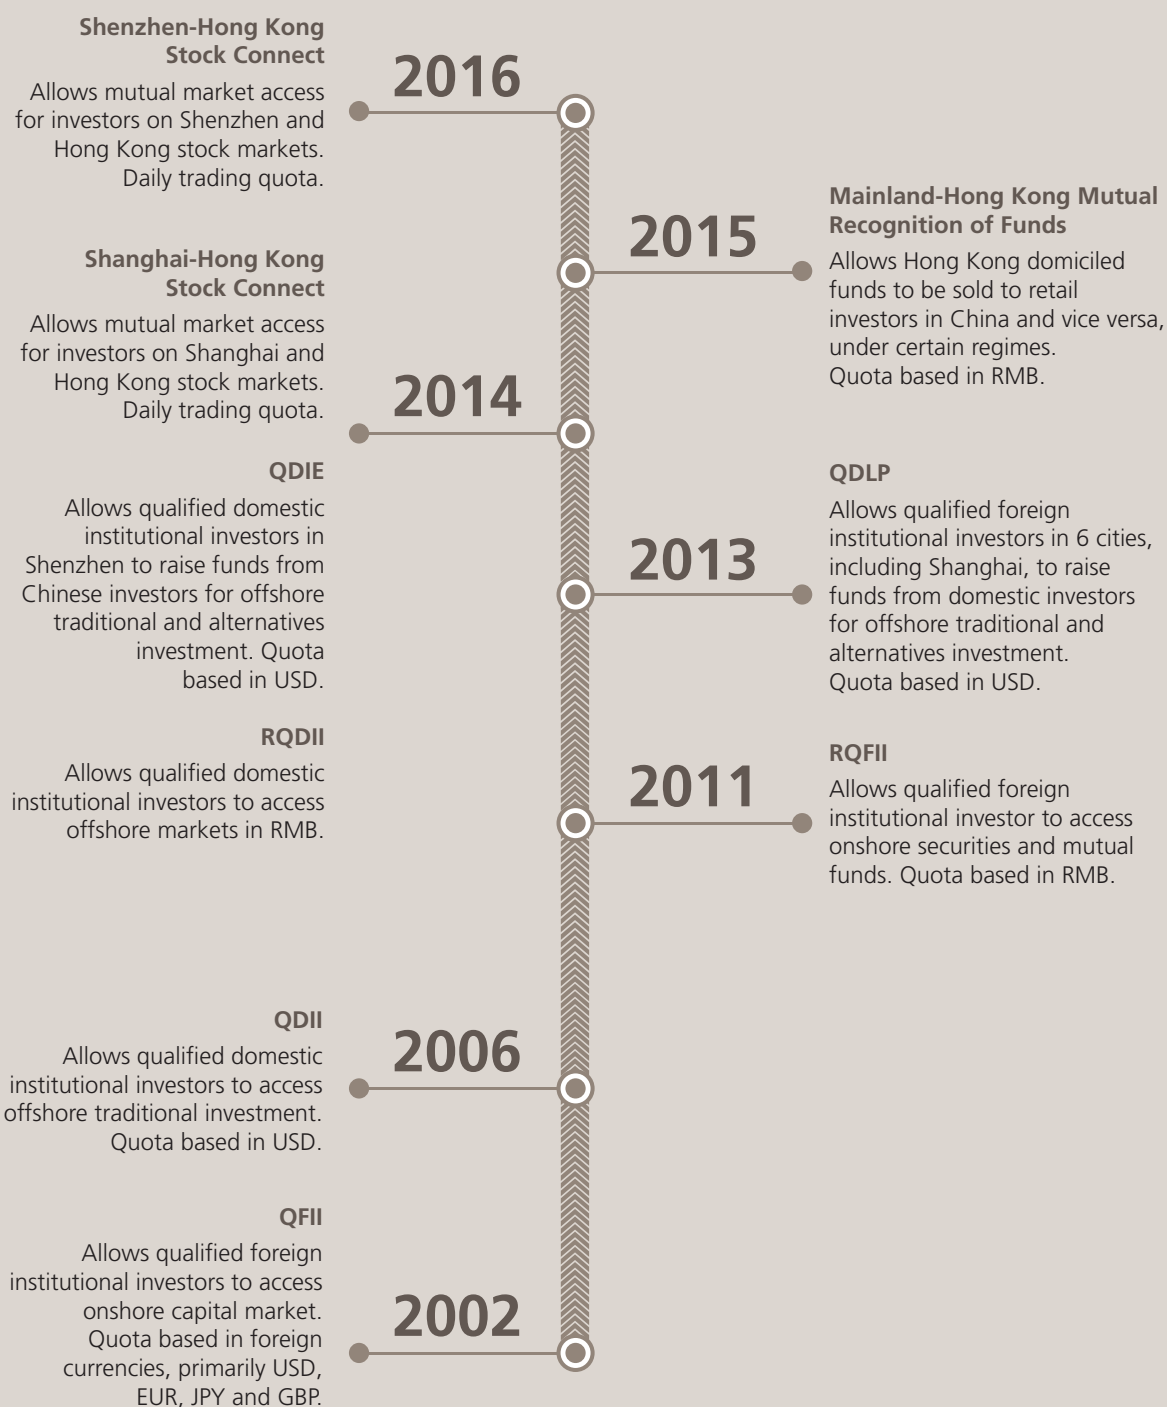 Shenzhen-Hong Kong
Stock Connect
Allows mutual market access
for investors on Shenzhen and
Hong Kong stock markets.
Daily trading quota.
2016
2015
Mainland-Hong Kong Mutual
Recognition of Funds
Allows Hong Kong domiciled
funds to be sold to retail
investors in China and vice versa,
under certain regimes.
Quota based in RMB.
Shanghai-Hong Kong
Stock Connect
Allows mutual market access
for investors on Shanghai and
Hong Kong stock markets.
Daily trading quota.
2014
QDIE
Allows qualified domestic
institutional investors in
Shenzhen to raise funds from
Chinese investors for offshore
traditional and alternatives
investment. Quota
based in USD.
RQDII
Allows qualified domestic
institutional investors to access
offshore markets in RMB.
2013
QDLP
Allows qualified foreign
institutional investors in 6 cities,
including Shanghai, to raise
funds from domestic investors
for offshore traditional and
alternatives investment.
Quota based in USD.
2011
RQFII
Allows qualified foreign
institutional investor to access
onshore securities and mutual
funds. Quota based in RMB.
QDII
Allows qualified domestic
institutional investors to access
offshore traditional investment.
Quota based in USD.
2006
QFII
Allows qualified foreign
institutional investors to access
onshore capital market.
Quota based in foreign
currencies, primarily USD,
EUR, JPY and GBP.
2002